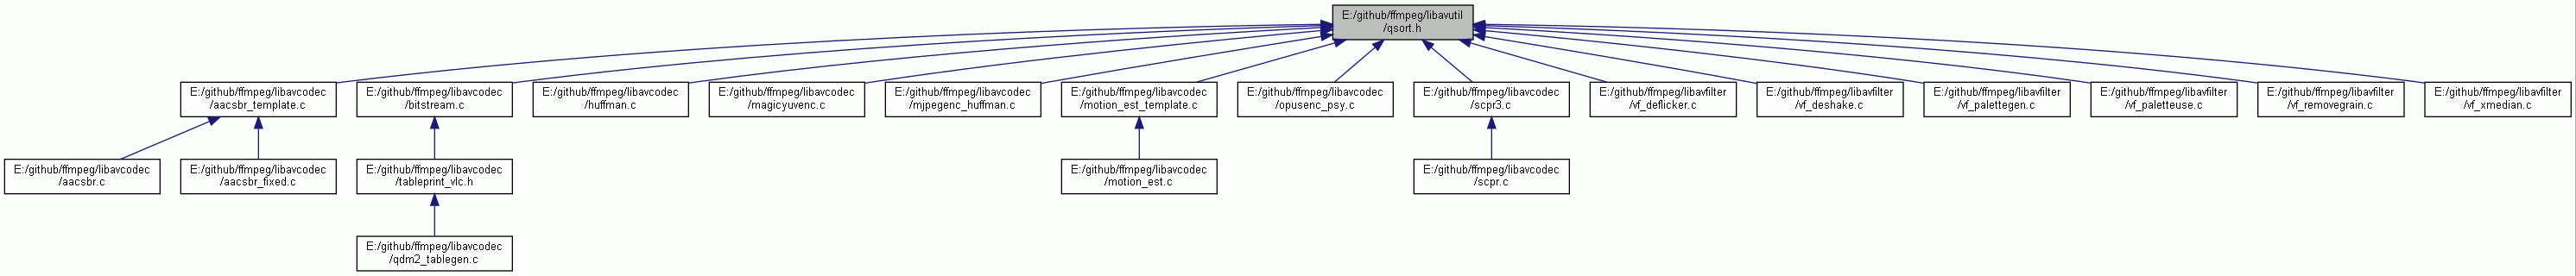 E:/github/ffmpeg/libavutil
/qsort.h
E:/github/ffmpeg/libavcodec
/aacsbr_template.c
E:/github/ffmpeg/libavcodec
/bitstream.c
E:/github/ffmpeg/libavcodec
/huffman.c
E:/github/ffmpeg/libavcodec
/magicyuvenc.c
E:/github/ffmpeg/libavcodec
/mjpegenc_huffman.c
E:/github/ffmpeg/libavcodec
/motion_est_template.c
E:/github/ffmpeg/libavcodec
/opusenc_psy.c
E:/github/ffmpeg/libavcodec
/scpr3.c
E:/github/ffmpeg/libavfilter
/vf_deflicker.c
E:/github/ffmpeg/libavfilter
/vf_deshake.c
E:/github/ffmpeg/libavfilter
/vf_palettegen.c
E:/github/ffmpeg/libavfilter
/vf_paletteuse.c
E:/github/ffmpeg/libavfilter
/vf_removegrain.c
E:/github/ffmpeg/libavfilter
/vf_xmedian.c
E:/github/ffmpeg/libavcodec
/aacsbr.c
E:/github/ffmpeg/libavcodec
/aacsbr_fixed.c
E:/github/ffmpeg/libavcodec
/tableprint_vlc.h
E:/github/ffmpeg/libavcodec
/motion_est.c
E:/github/ffmpeg/libavcodec
/scpr.c
E:/github/ffmpeg/libavcodec
/qdm2_tablegen.c